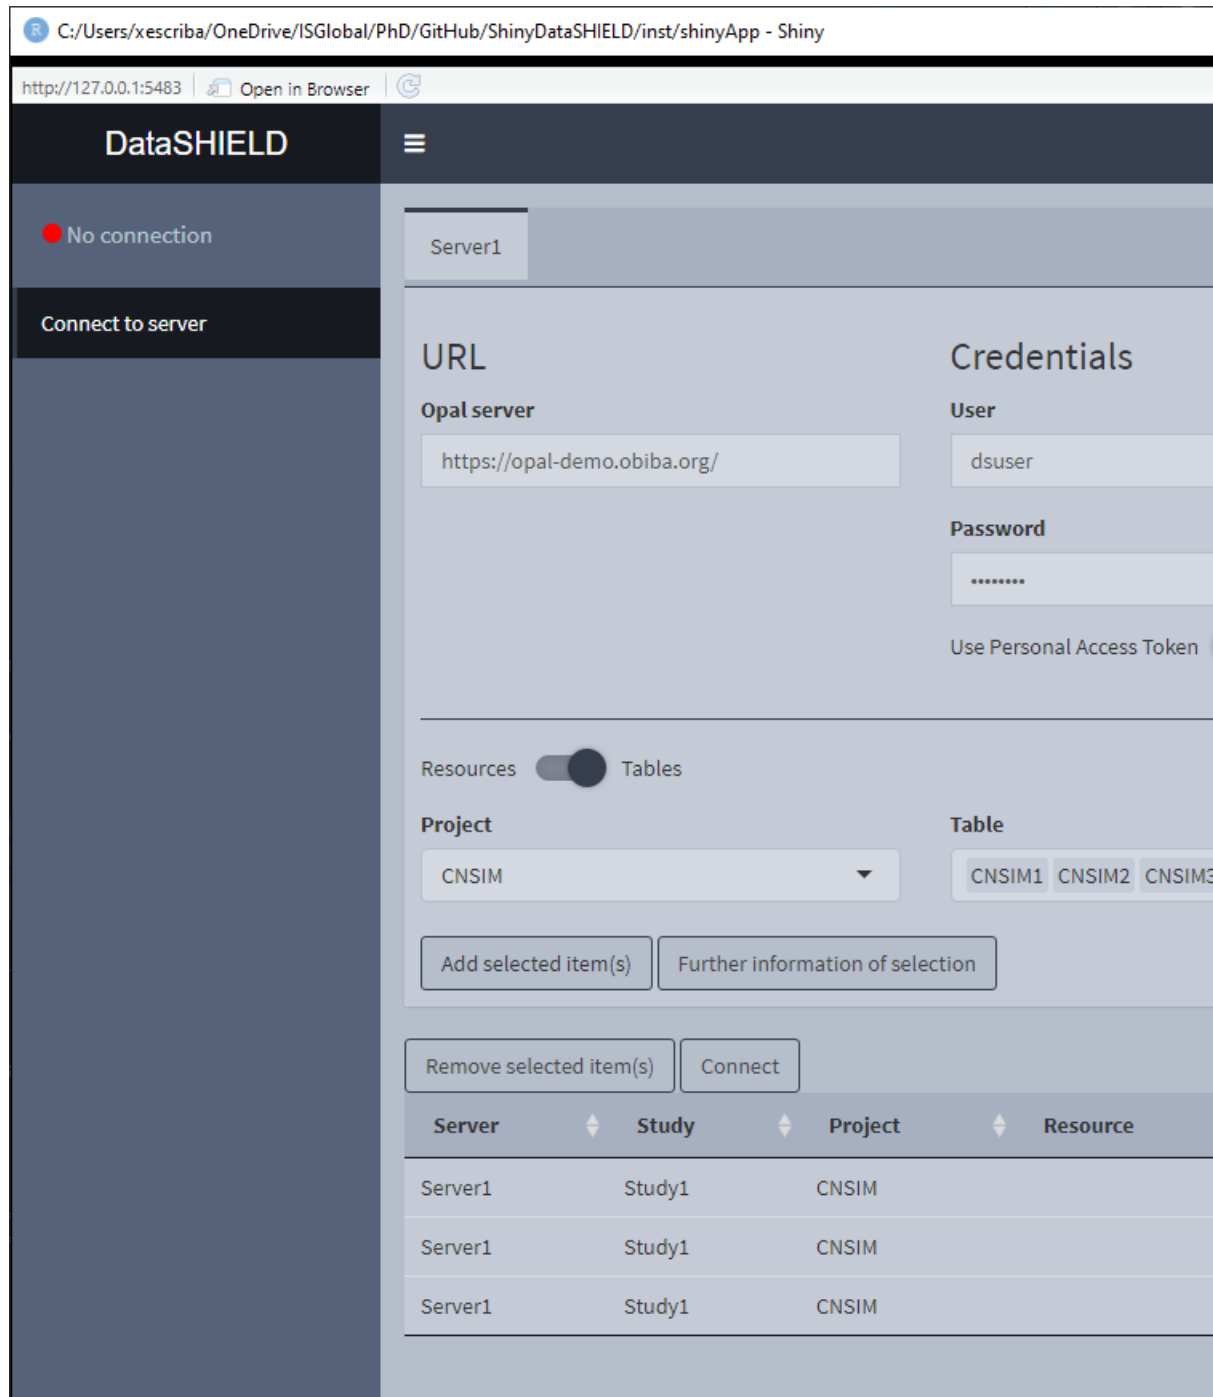 C:/Users/xescriba/OneDrive/ISGlobal/PhD/GitHub/ShinyDataSHIELD/inst/shinyApp - Shiny
http://127.0.0.1:5483 Open in Browser
DataSHIELD
No connection
Connect to server
Server1
URL
Opal server
https://opal-demo.obiba.org/
Credentials
User
dsuser
Password
••••••••
Use Personal Access Token
Resources Tables
Project
CNSIM
Table
CNSIM1 CNSIM2 CNSIM3
Add selected item(s) Further information of selection
Remove selected item(s) Connect
Server Study Project Resource
Server1 Study1 CNSIM
Server1 Study1 CNSIM
Server1 Study1 CNSIM